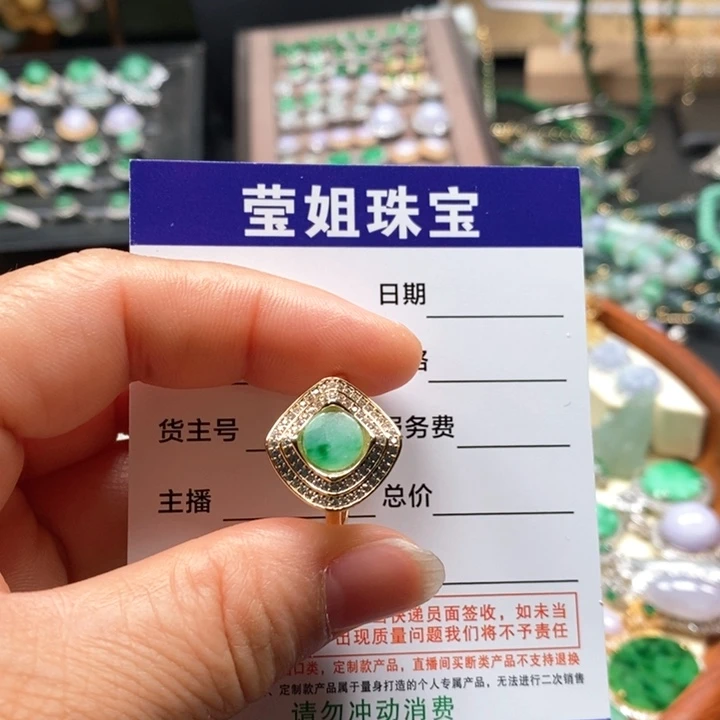 莹姐珠宝
日期
格
货主号 服务费
主播 总价
快递员面签收，如未当
出现质量问题我们将不予责任
口类，定制款产品，直播间买断类产品不支持退换
定制款产品属于量身打造的个人专属产品，无法进行二次销售
请勿冲动消费